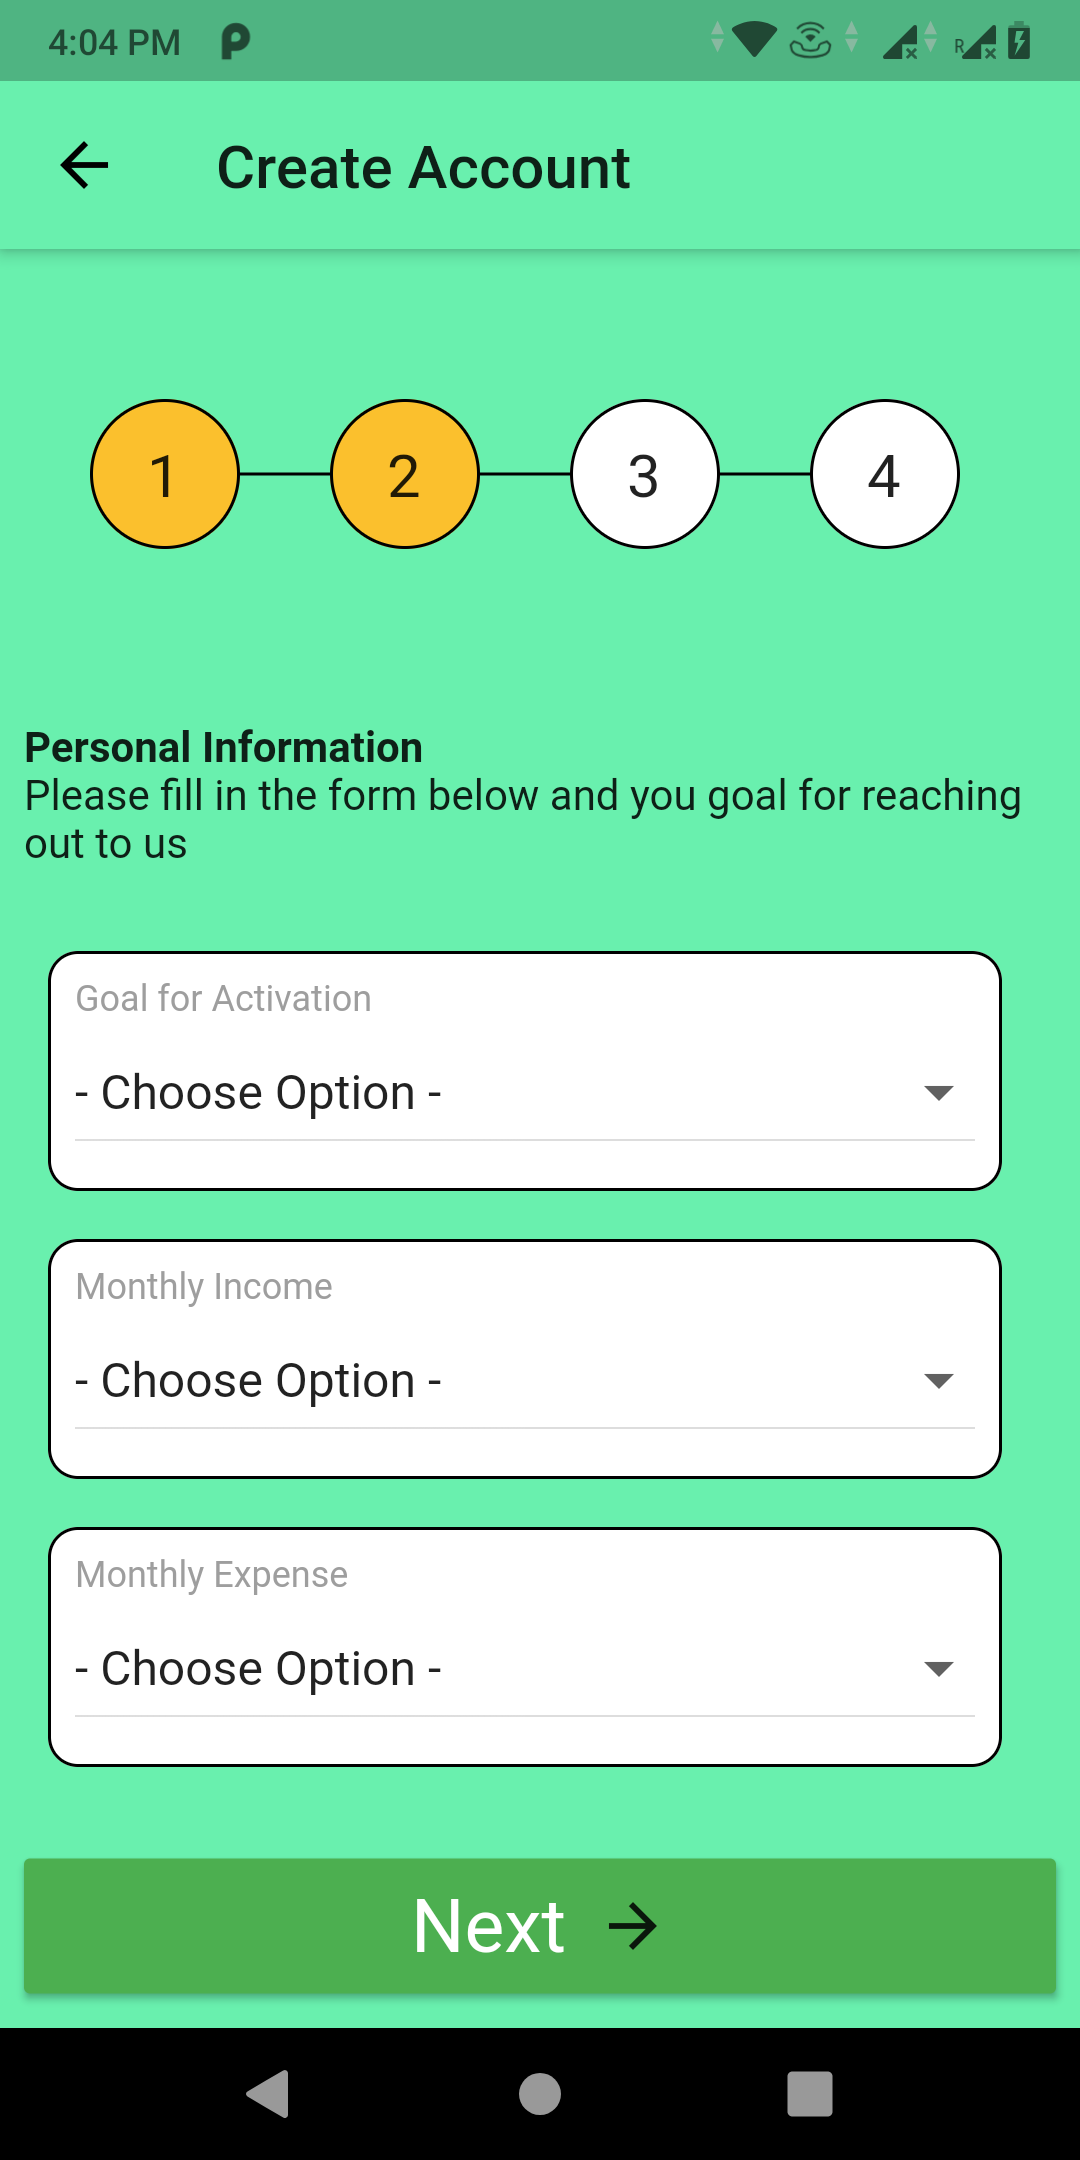 4:04 PM
R
Create Account
1 2 3 4
Personal Information
Please fill in the form below and you goal for reaching
out to us
Goal for Activation
- Choose Option -
Monthly Income
- Choose Option -
Monthly Expense
- Choose Option -
Next